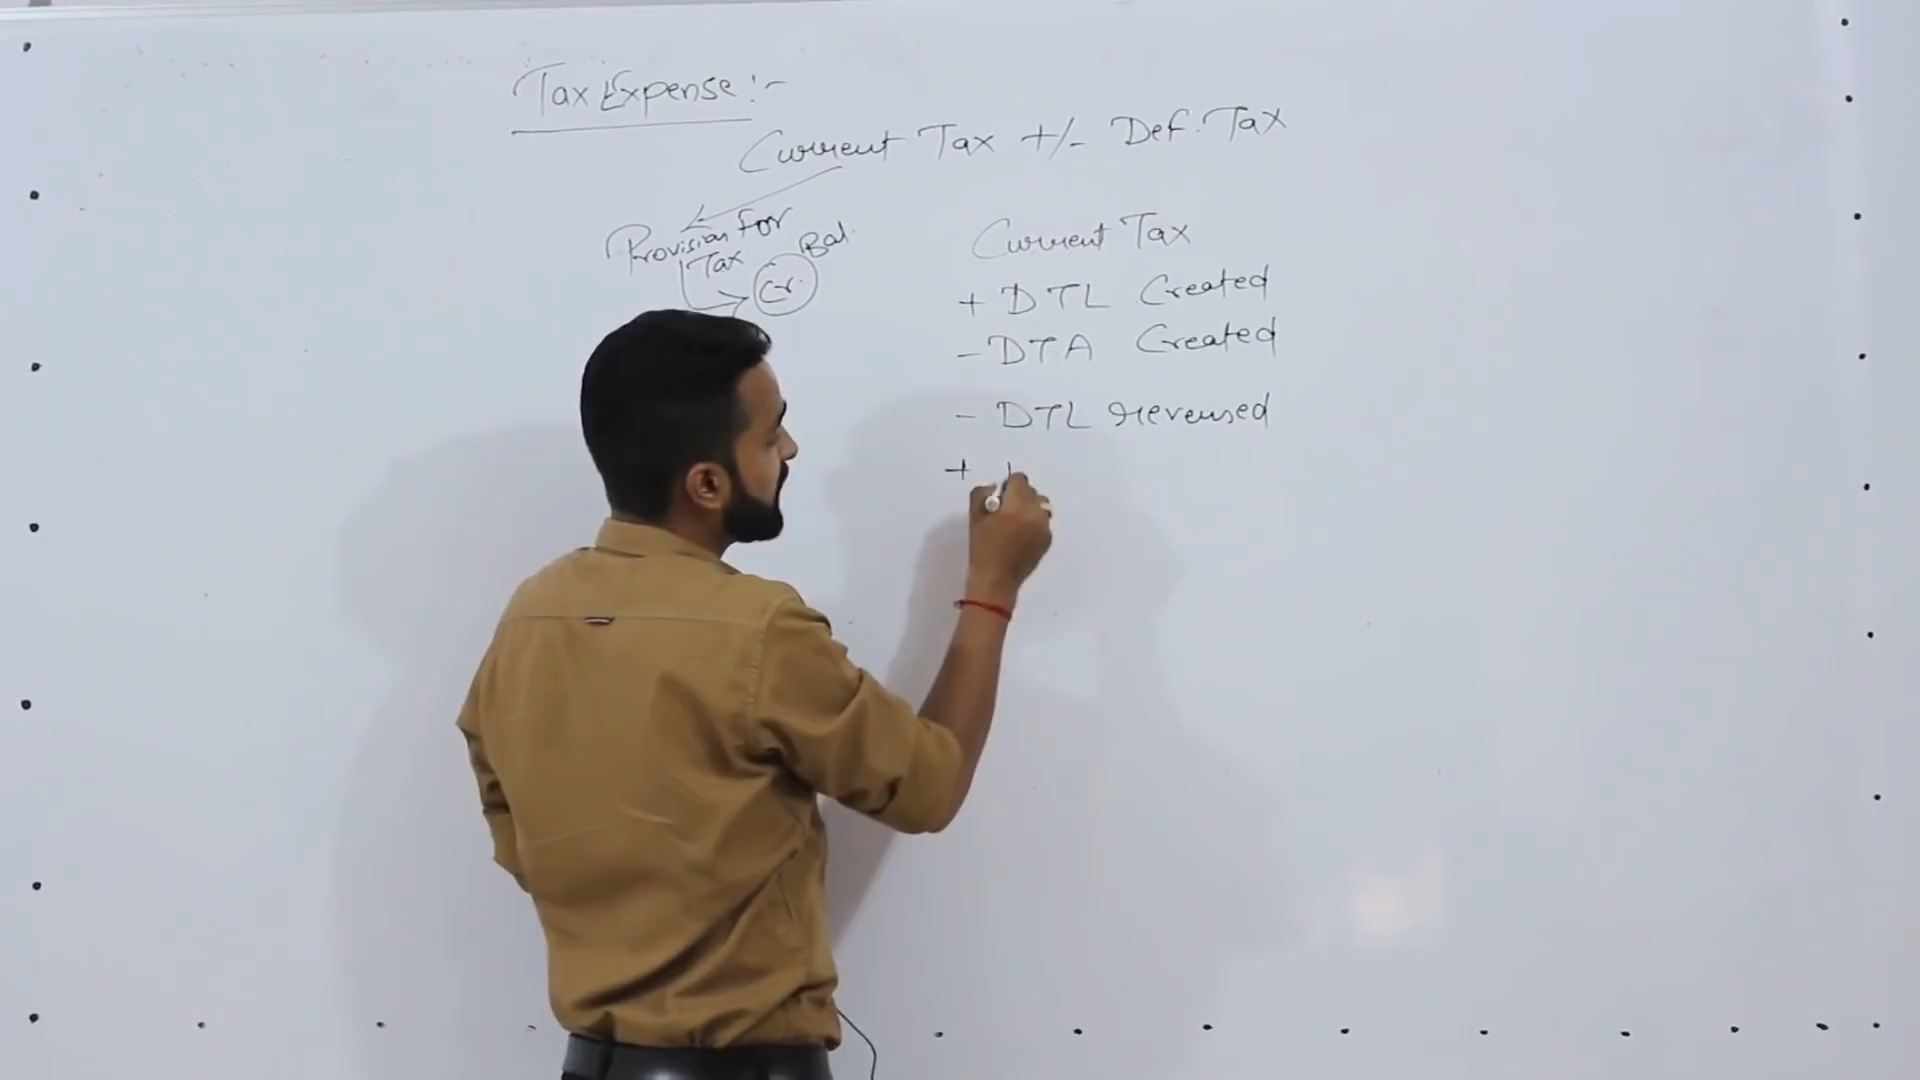 Tax Expense :-
Current Tax +/- Def. Tax
Provision For
Tax
Cr.
Bal.
Current Tax
+ DTL Created
- DTA Created
- DTL reversed
+